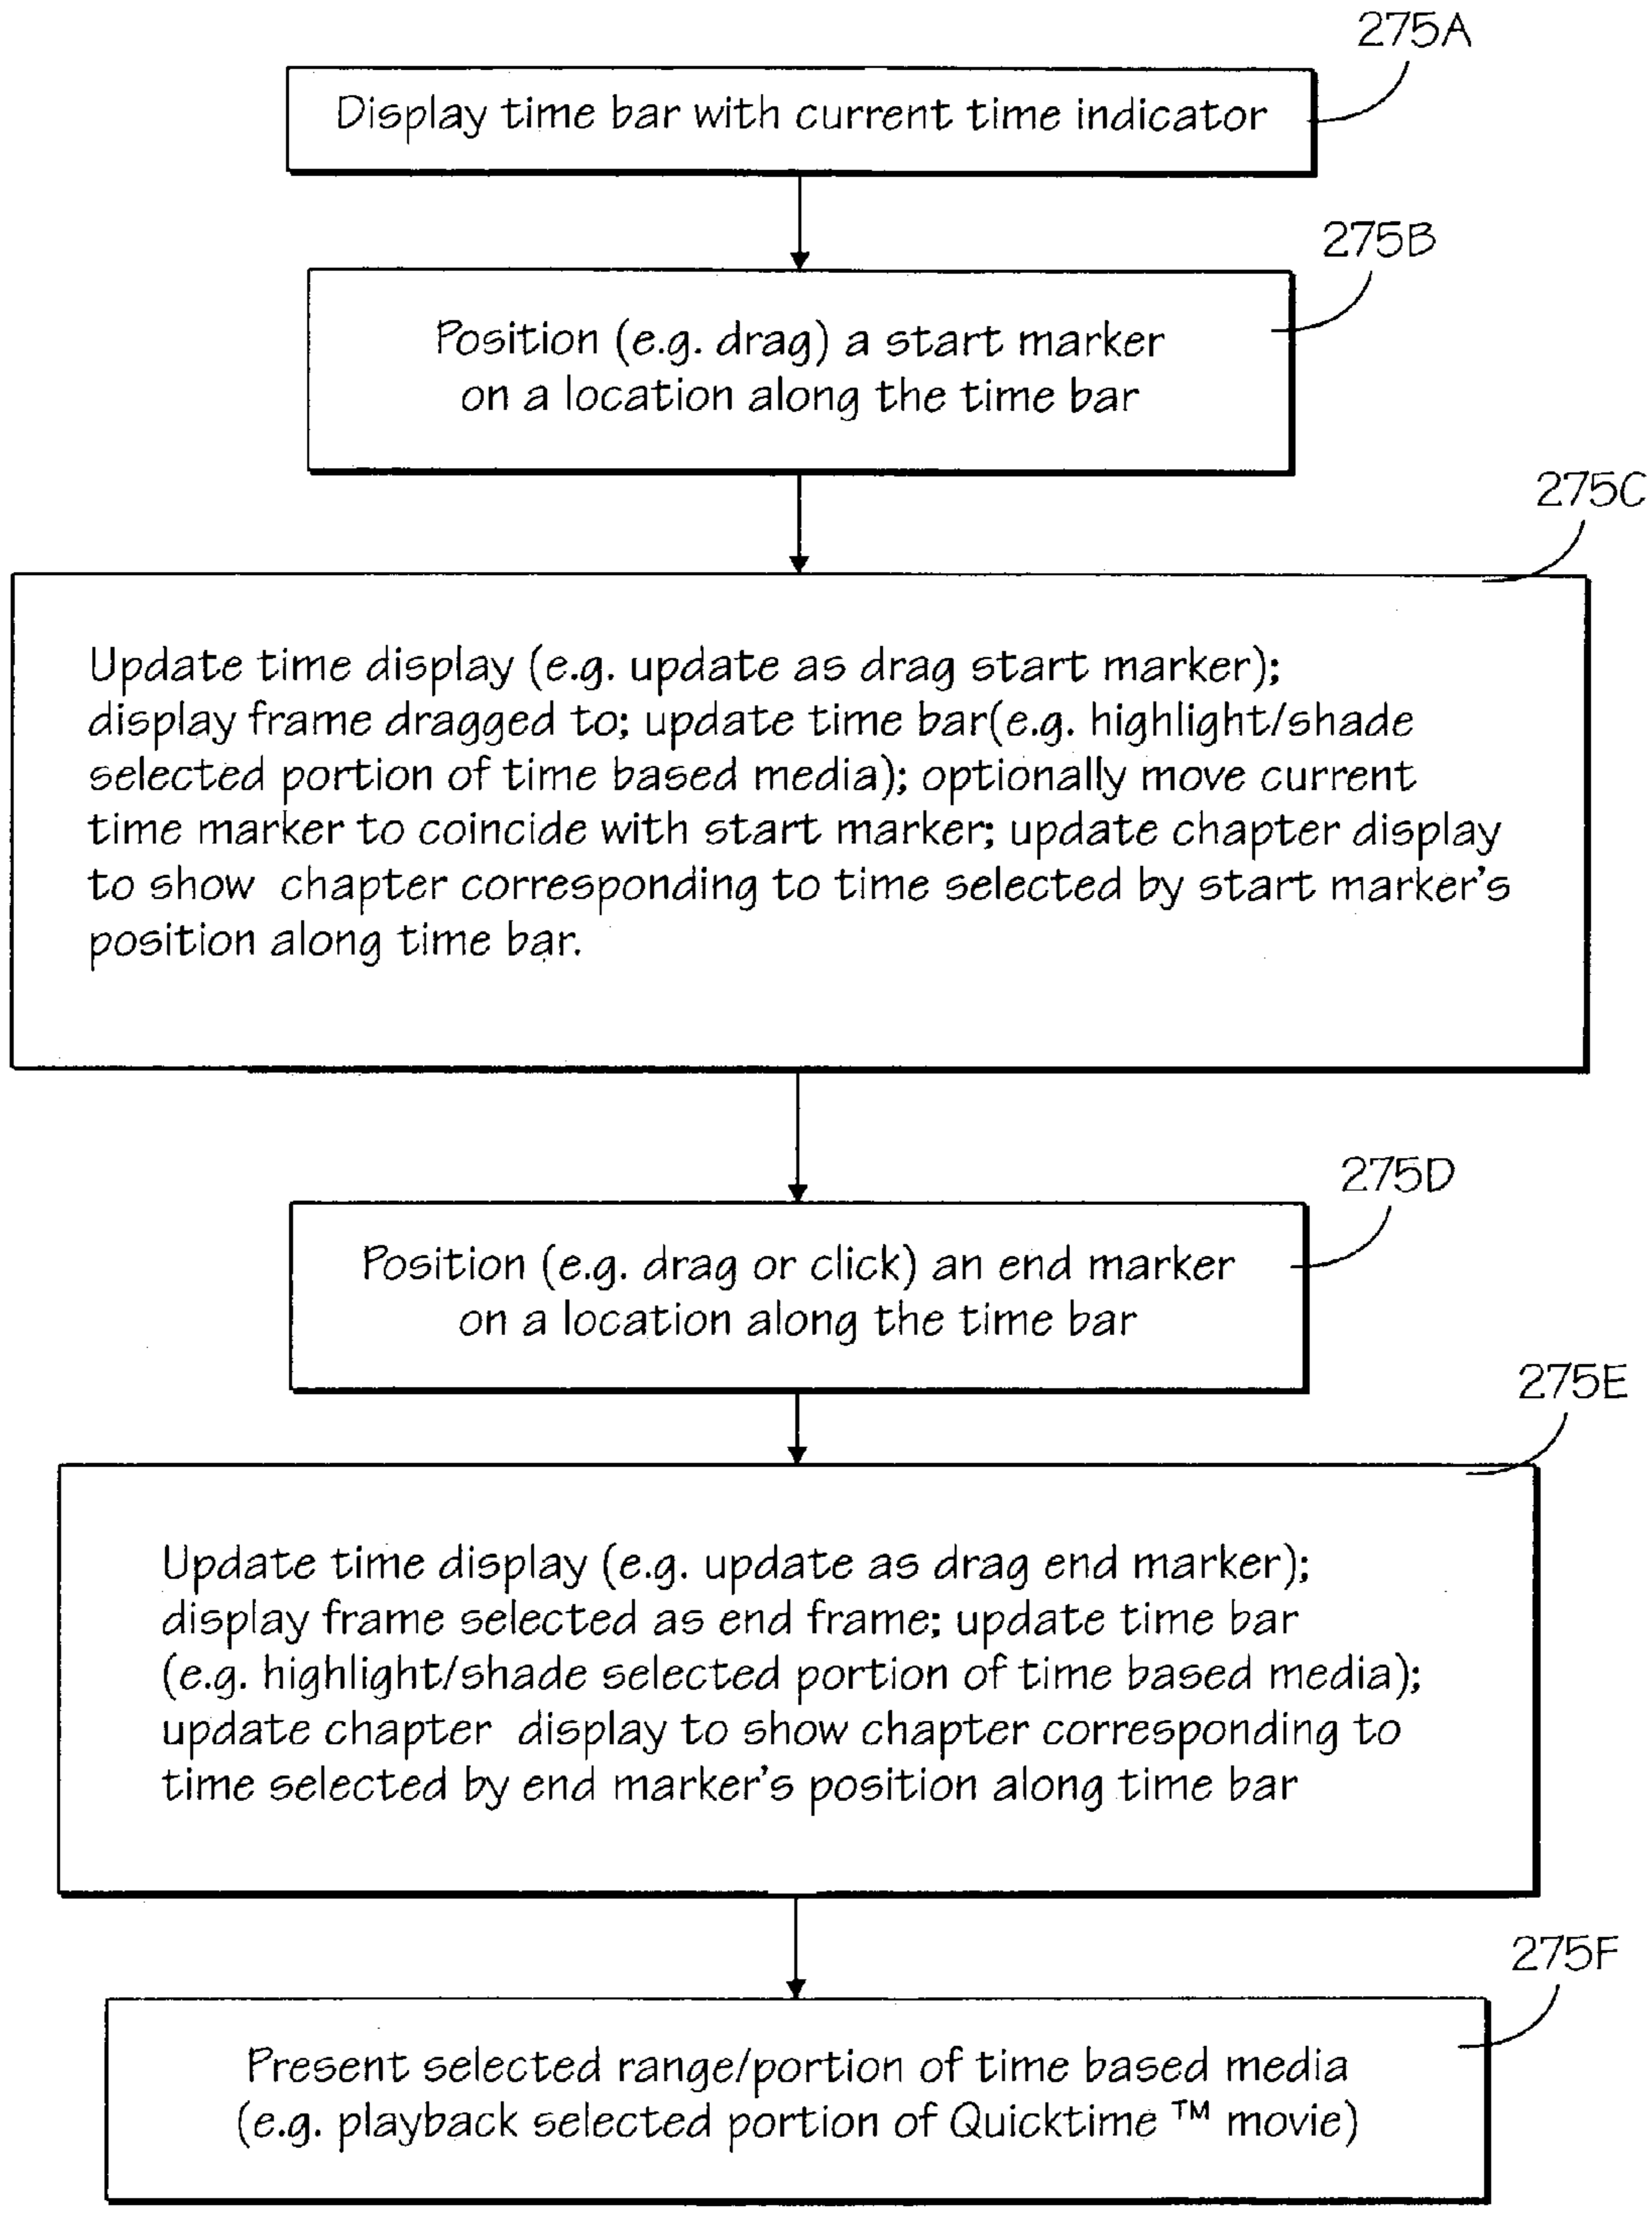 275A
Display time bar with current time indicator
275B
Position (e.g. drag) a start marker
on a location along the time bar
275C
Update time display (e.g. update as drag start marker);
display frame dragged to; update time bar(e.g. highlight/shade
selected portion of time based media); optionally move current
time marker to coincide with start marker; update chapter display
to show chapter corresponding to time selected by start marker's
position along time bar.
275D
Position (e.g. drag or click) an end marker
on a location along the time bar
275E
Update time display (e.g. update as drag end marker);
display frame selected as end frame; update time bar
(e.g. highlight/shade selected portion of time based media);
update chapter display to show chapter corresponding to
time selected by end marker's position along time bar
275F
Present selected range/portion of time based media
(e.g. playback selected portion of Quicktime ™ movie)